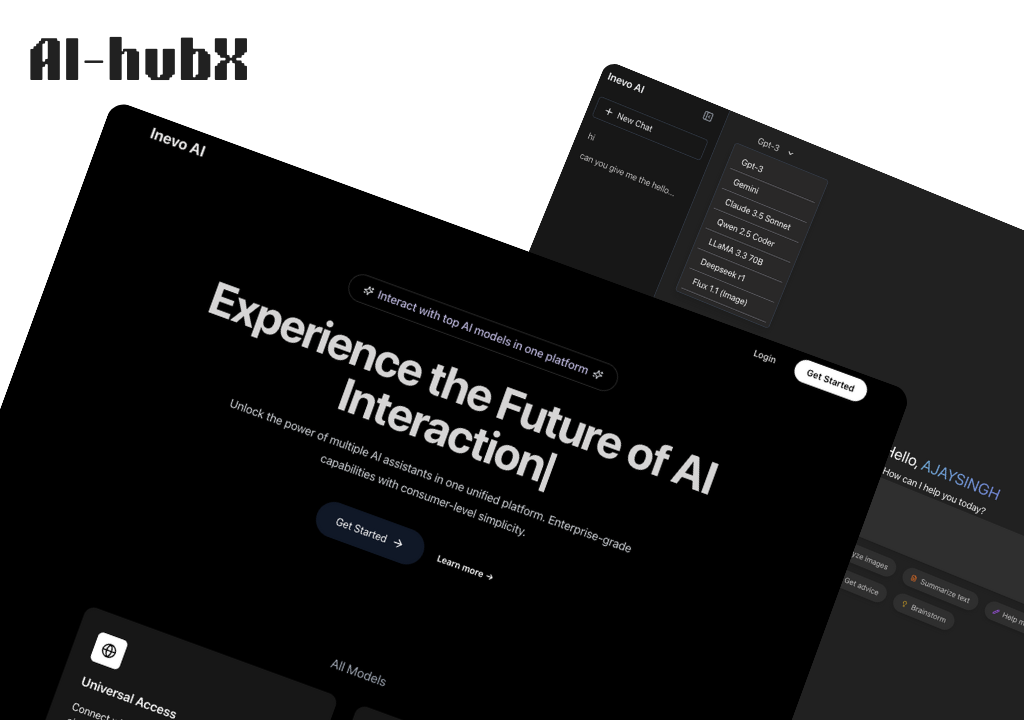 AI-hubX
Inevo AI
New Chat
hi
can you give me the hello...
Gpt-3
Gpt-3
Gemini
Claude 3.5 Sonnet
Qwen 2.5 Coder
LLaMA 3.3 70B
Deepseek r1
Flux 1.1 (Image)
Hello, AJAYSINGH
How can I help you today?
Images
Summarize text
Help
Get advice
Brainstorm
Inevo AI
Login
Get Started
Interact with top AI models in one platform
Experience the Future of AI
Interaction|
Unlock the power of multiple AI assistants in one unified platform. Enterprise-grade
capabilities with consumer-level simplicity.
Get Started →
Learn more →
All Models
Universal Access
Connect